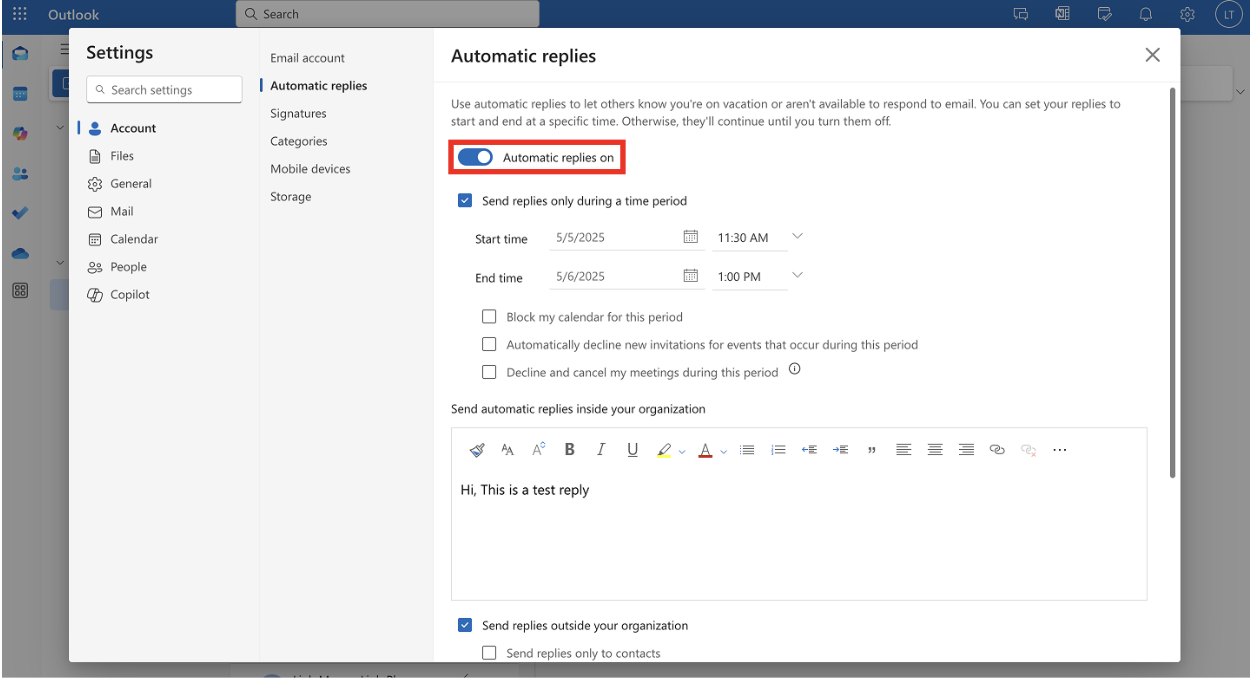 Outlook
Search
LT
Settings
Search settings
Account
Files
General
Mail
Calendar
People
Copilot
Email account
Automatic replies
Signatures
Categories
Mobile devices
Storage
Automatic replies
Use automatic replies to let others know you're on vacation or aren't available to respond to email. You can set your replies to
start and end at a specific time. Otherwise, they'll continue until you turn them off.
Automatic replies on
Send replies only during a time period
Start time 5/5/2025 11:30 AM
End time 5/6/2025 1:00 PM
Block my calendar for this period
Automatically decline new invitations for events that occur during this period
Decline and cancel my meetings during this period
Send automatic replies inside your organization
Hi, This is a test reply
Send replies outside your organization
Send replies only to contacts